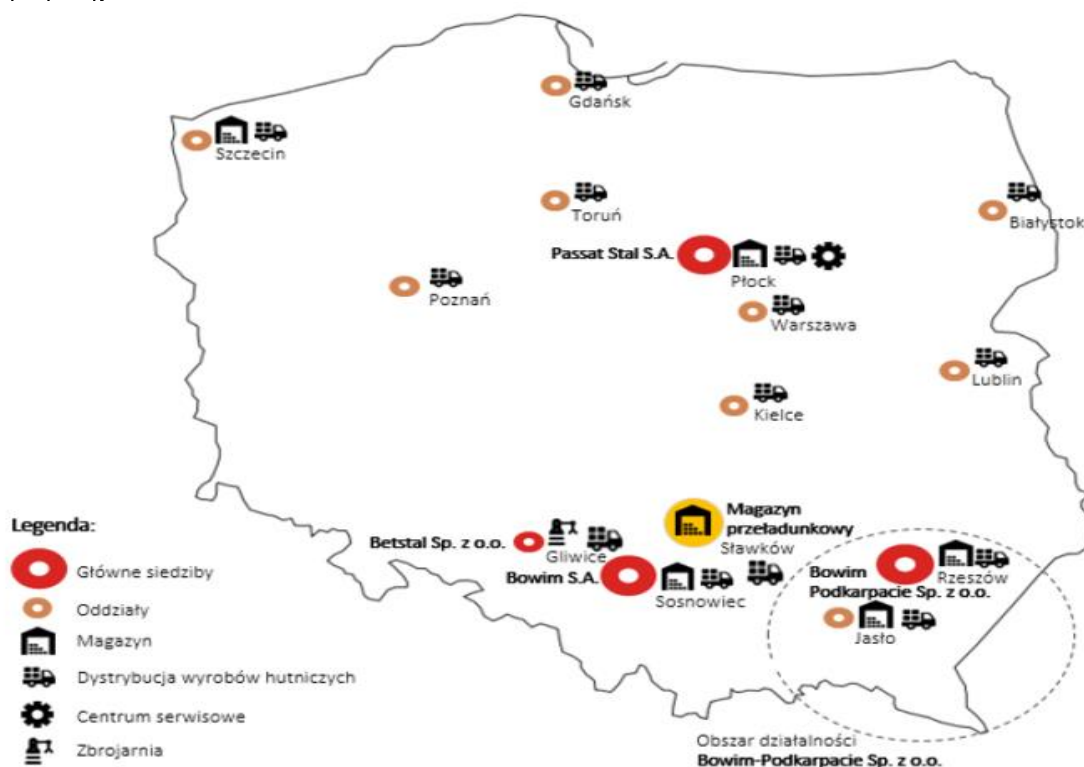 Gdańsk
Szczecin
Toruń
Białystok
Passat Stal S.A.
Płock
Poznań
Warszawa
Lublin
Kielce
Magazyn
przeładunkowy
Sławków
Betstal Sp. z o.o.
Gliwice
Bowim S.A.
Sosnowiec
Bowim
Podkarpacie Sp. z o.o.
Rzeszów
Jasło
Legenda:
Główne siedziby
Oddziały
Magazyn
Dystrybucja wyrobów hutniczych
Centrum serwisowe
Zbrojarnia
Obszar działalności
Bowim-Podkarpacie Sp. z o.o.